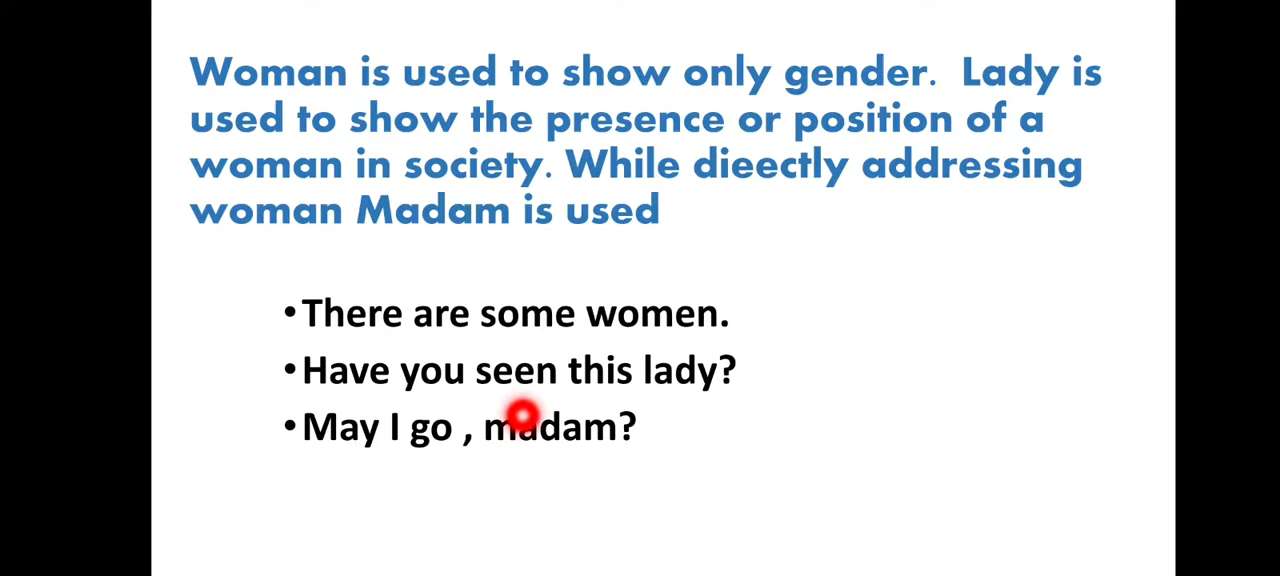 Woman is used to show only gender. Lady is
used to show the presence or position of a
woman in society. While dieectly addressing
woman Madam is used
•There are some women.
•Have you seen this lady?
•May I go , madam?